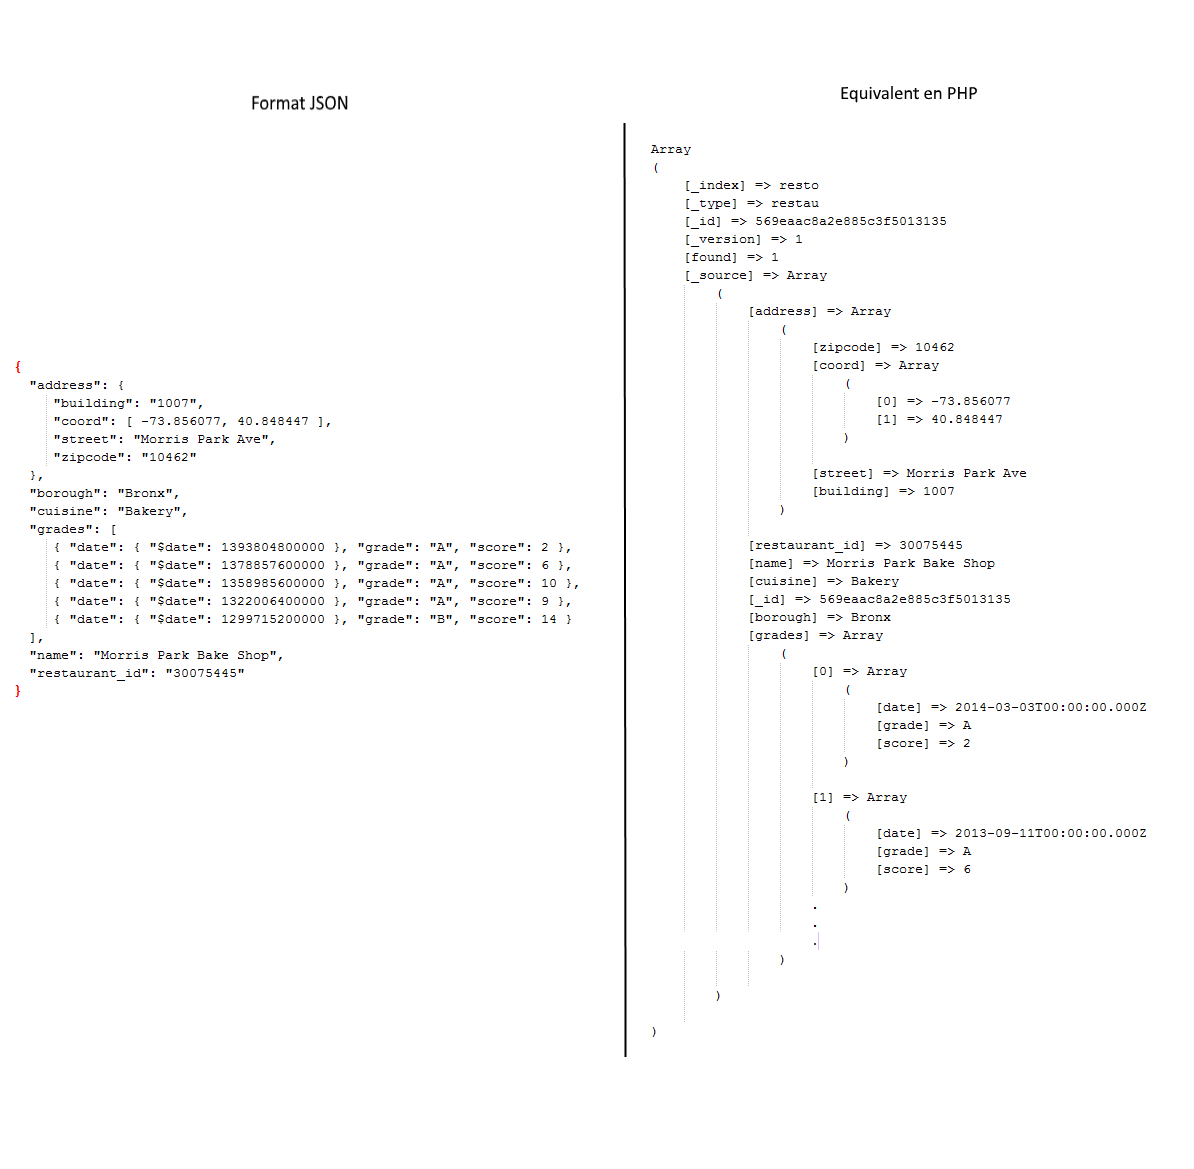 Format JSON
{
"address": {
"building": "1007",
"coord": [ -73.856077, 40.848447 ],
"street": "Morris Park Ave",
"zipcode": "10462"
},
"borough": "Bronx",
"cuisine": "Bakery",
"grades": [
{ "date": { "$date": 1393804800000 }, "grade": "A", "score": 2 },
{ "date": { "$date": 1378857600000 }, "grade": "A", "score": 6 },
{ "date": { "$date": 1358985600000 }, "grade": "A", "score": 10 },
{ "date": { "$date": 1322006400000 }, "grade": "A", "score": 9 },
{ "date": { "$date": 1299715200000 }, "grade": "B", "score": 14 }
],
"name": "Morris Park Bake Shop",
"restaurant_id": "30075445"
}
Equivalent en PHP
Array
(
[_index] => resto
[_type] => restau
[_id] => 569eaac8a2e885c3f5013135
[_version] => 1
[found] => 1
[_source] => Array
(
[address] => Array
(
[zipcode] => 10462
[coord] => Array
(
[0] => -73.856077
[1] => 40.848447
)
[street] => Morris Park Ave
[building] => 1007
)
[restaurant_id] => 30075445
[name] => Morris Park Bake Shop
[cuisine] => Bakery
[_id] => 569eaac8a2e885c3f5013135
[borough] => Bronx
[grades] => Array
(
[0] => Array
(
[date] => 2014-03-03T00:00:00.000Z
[grade] => A
[score] => 2
)
[1] => Array
(
[date] => 2013-09-11T00:00:00.000Z
[grade] => A
[score] => 6
)
.
.
.
)
)
)